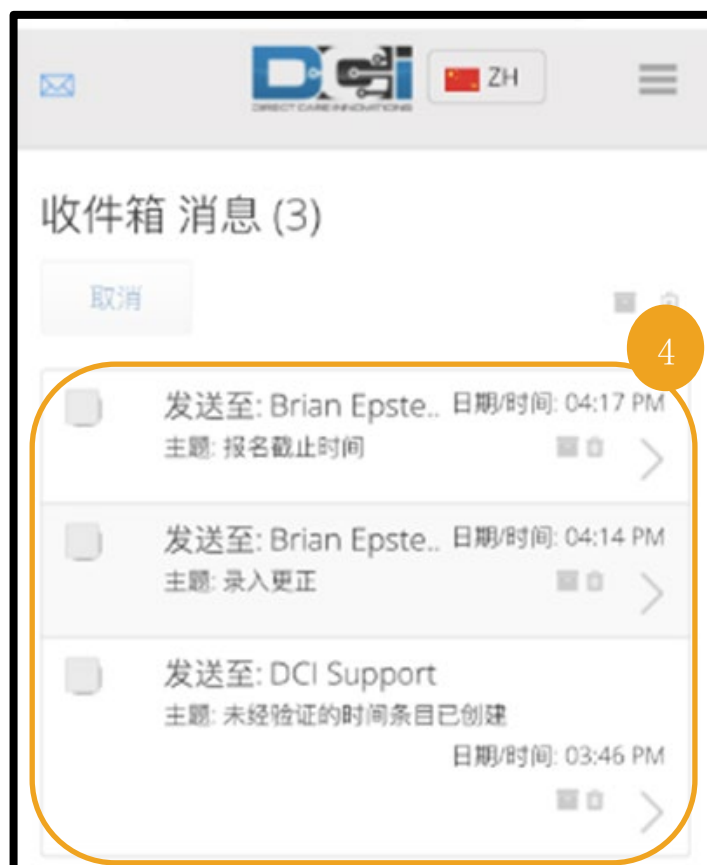 DCi
DIRECT CARE INNOVATIONS
ZH
收件箱 消息 (3)
取消
4
发送至: Brian Epste.. 日期/时间: 04:17 PM
主题: 报名截止时间
发送至: Brian Epste.. 日期/时间: 04:14 PM
主题: 录入更正
发送至: DCI Support
主题: 未经验证的时间条目已创建
日期/时间: 03:46 PM